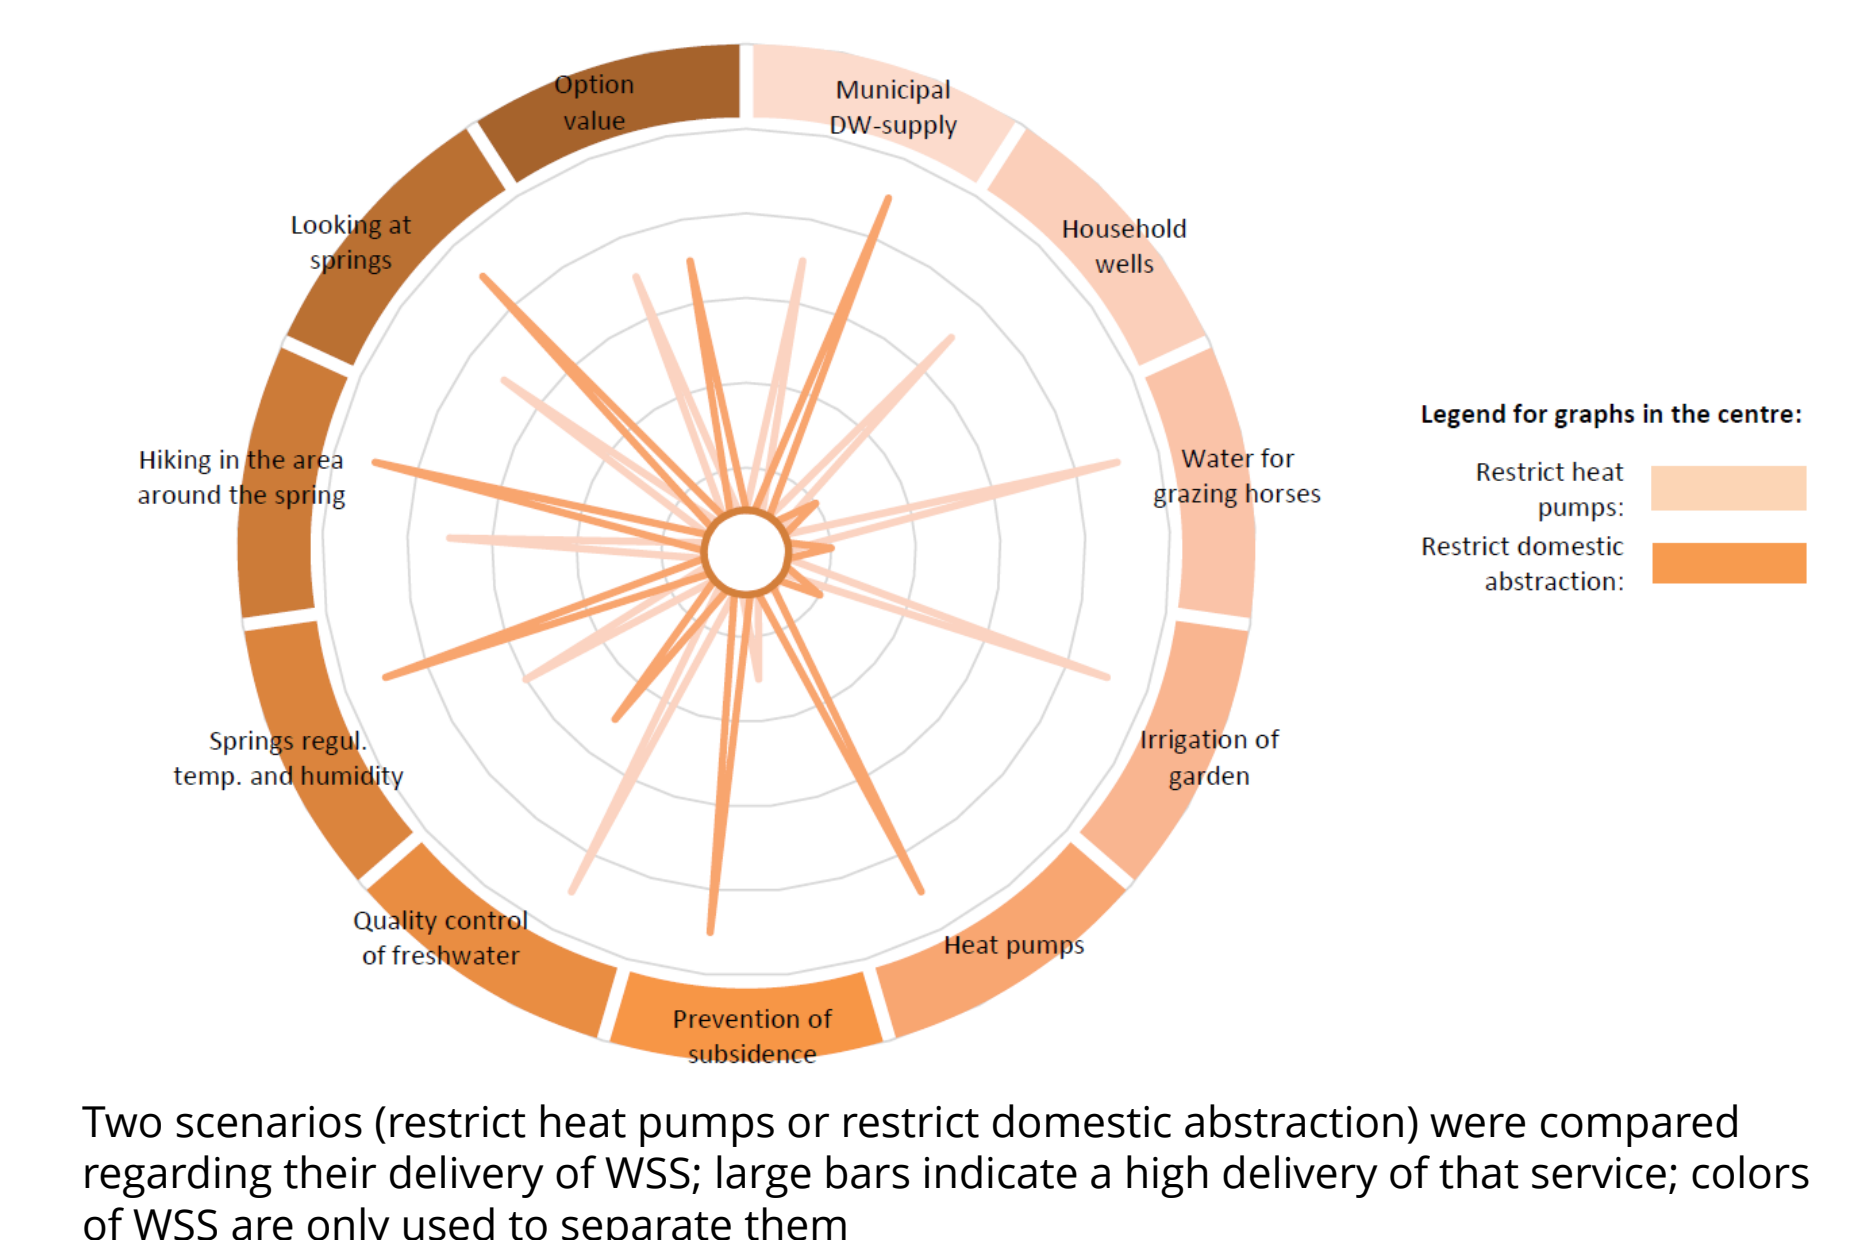 Option
value
Municipal
DW-supply
Looking at
springs
Household
wells
Hiking in the area
around the spring
Water for
grazing horses
Springs regul.
temp. and humidity
Irrigation of
garden
Quality control
of freshwater
Heat pumps
Prevention of
subsidence
Legend for graphs in the centre:
Restrict heat
pumps:
Restrict domestic
abstraction:
Two scenarios (restrict heat pumps or restrict domestic abstraction) were compared
regarding their delivery of WSS; large bars indicate a high delivery of that service; colors
of WSS are only used to separate them